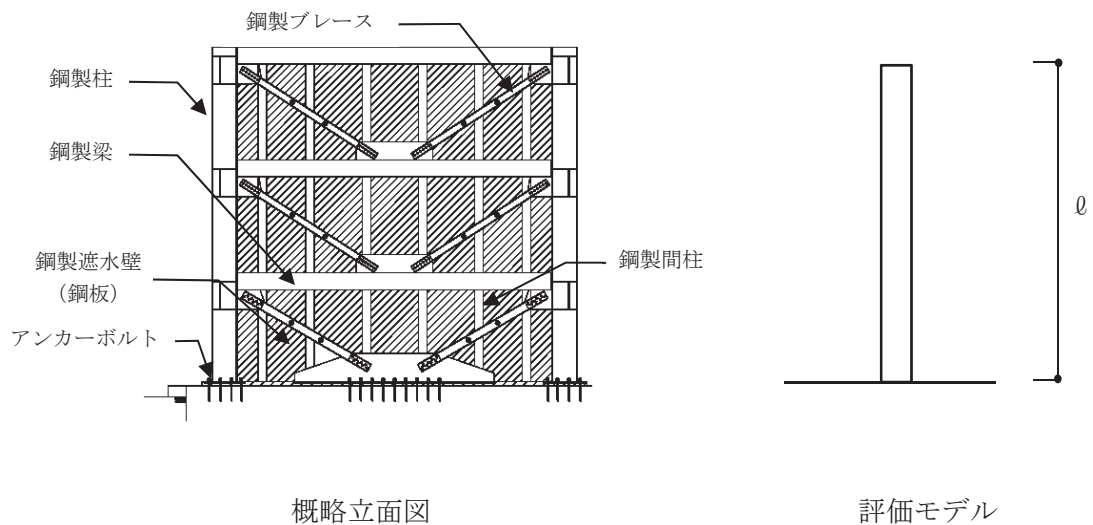 鋼製ブレース
鋼製柱
鋼製梁
鋼製遮水壁
（鋼板）
鋼製間柱
アンカーボルト
ℓ
概略立面図
評価モデル